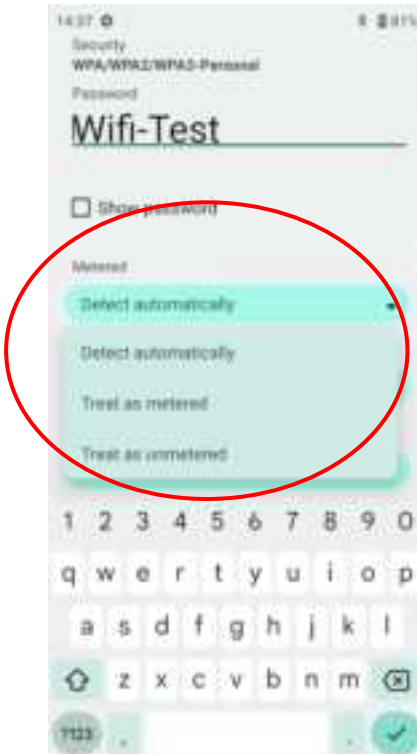 14:37 81%
Security
WPA/WPA2/WPA3-Personal
Password
Wifi-Test
Show password
Metered
Detect automatically
Detect automatically
Treat as metered
Treat as unmetered
1 2 3 4 5 6 7 8 9 0
q w e r t y u i o p
a s d f g h j k l
z x c v b n m
?123 , .